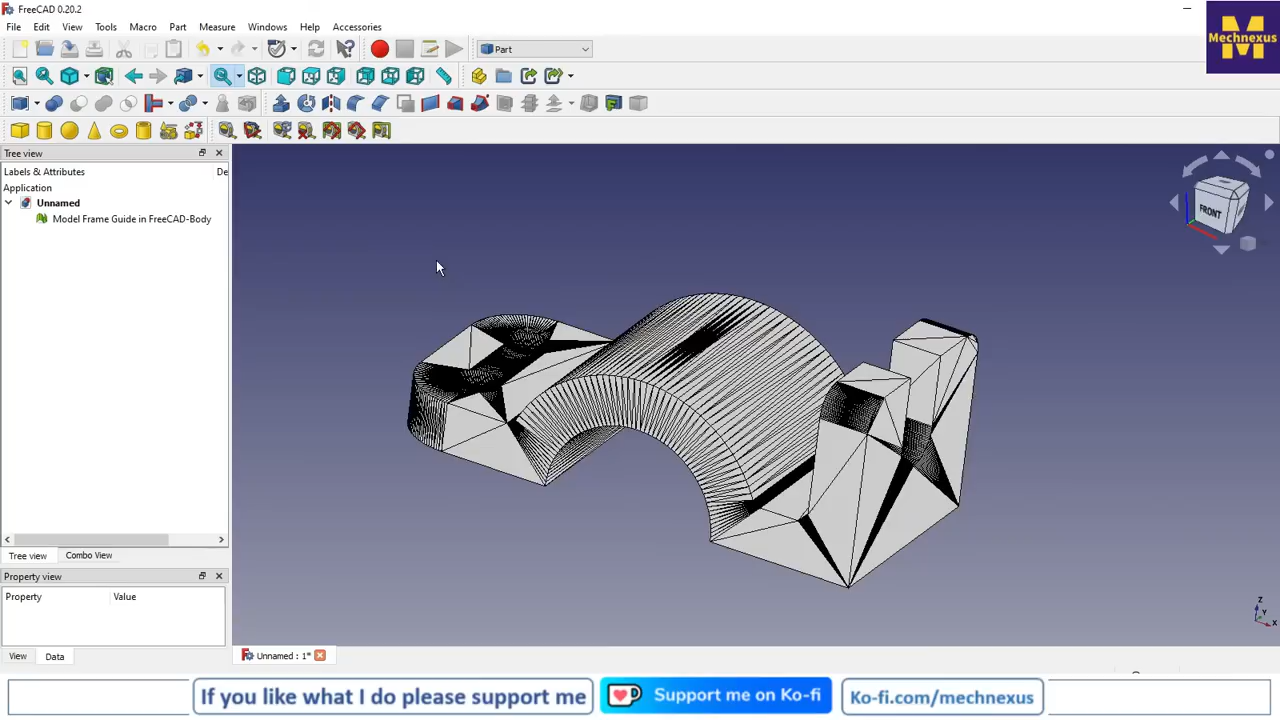 FreeCAD 0.20.2
File Edit View Tools Macro Part Measure Windows Help Accessories
Mechnexus
Part
Tree view
Labels & Attributes De
Application
Unnamed
Model Frame Guide in FreeCAD-Body
FRONT
Tree view Combo View
Property view
Property Value
Z
Y
X
View Data
Unnamed : 1*
If you like what I do please support me
Support me on Ko-fi
Ko-fi.com/mechnexus